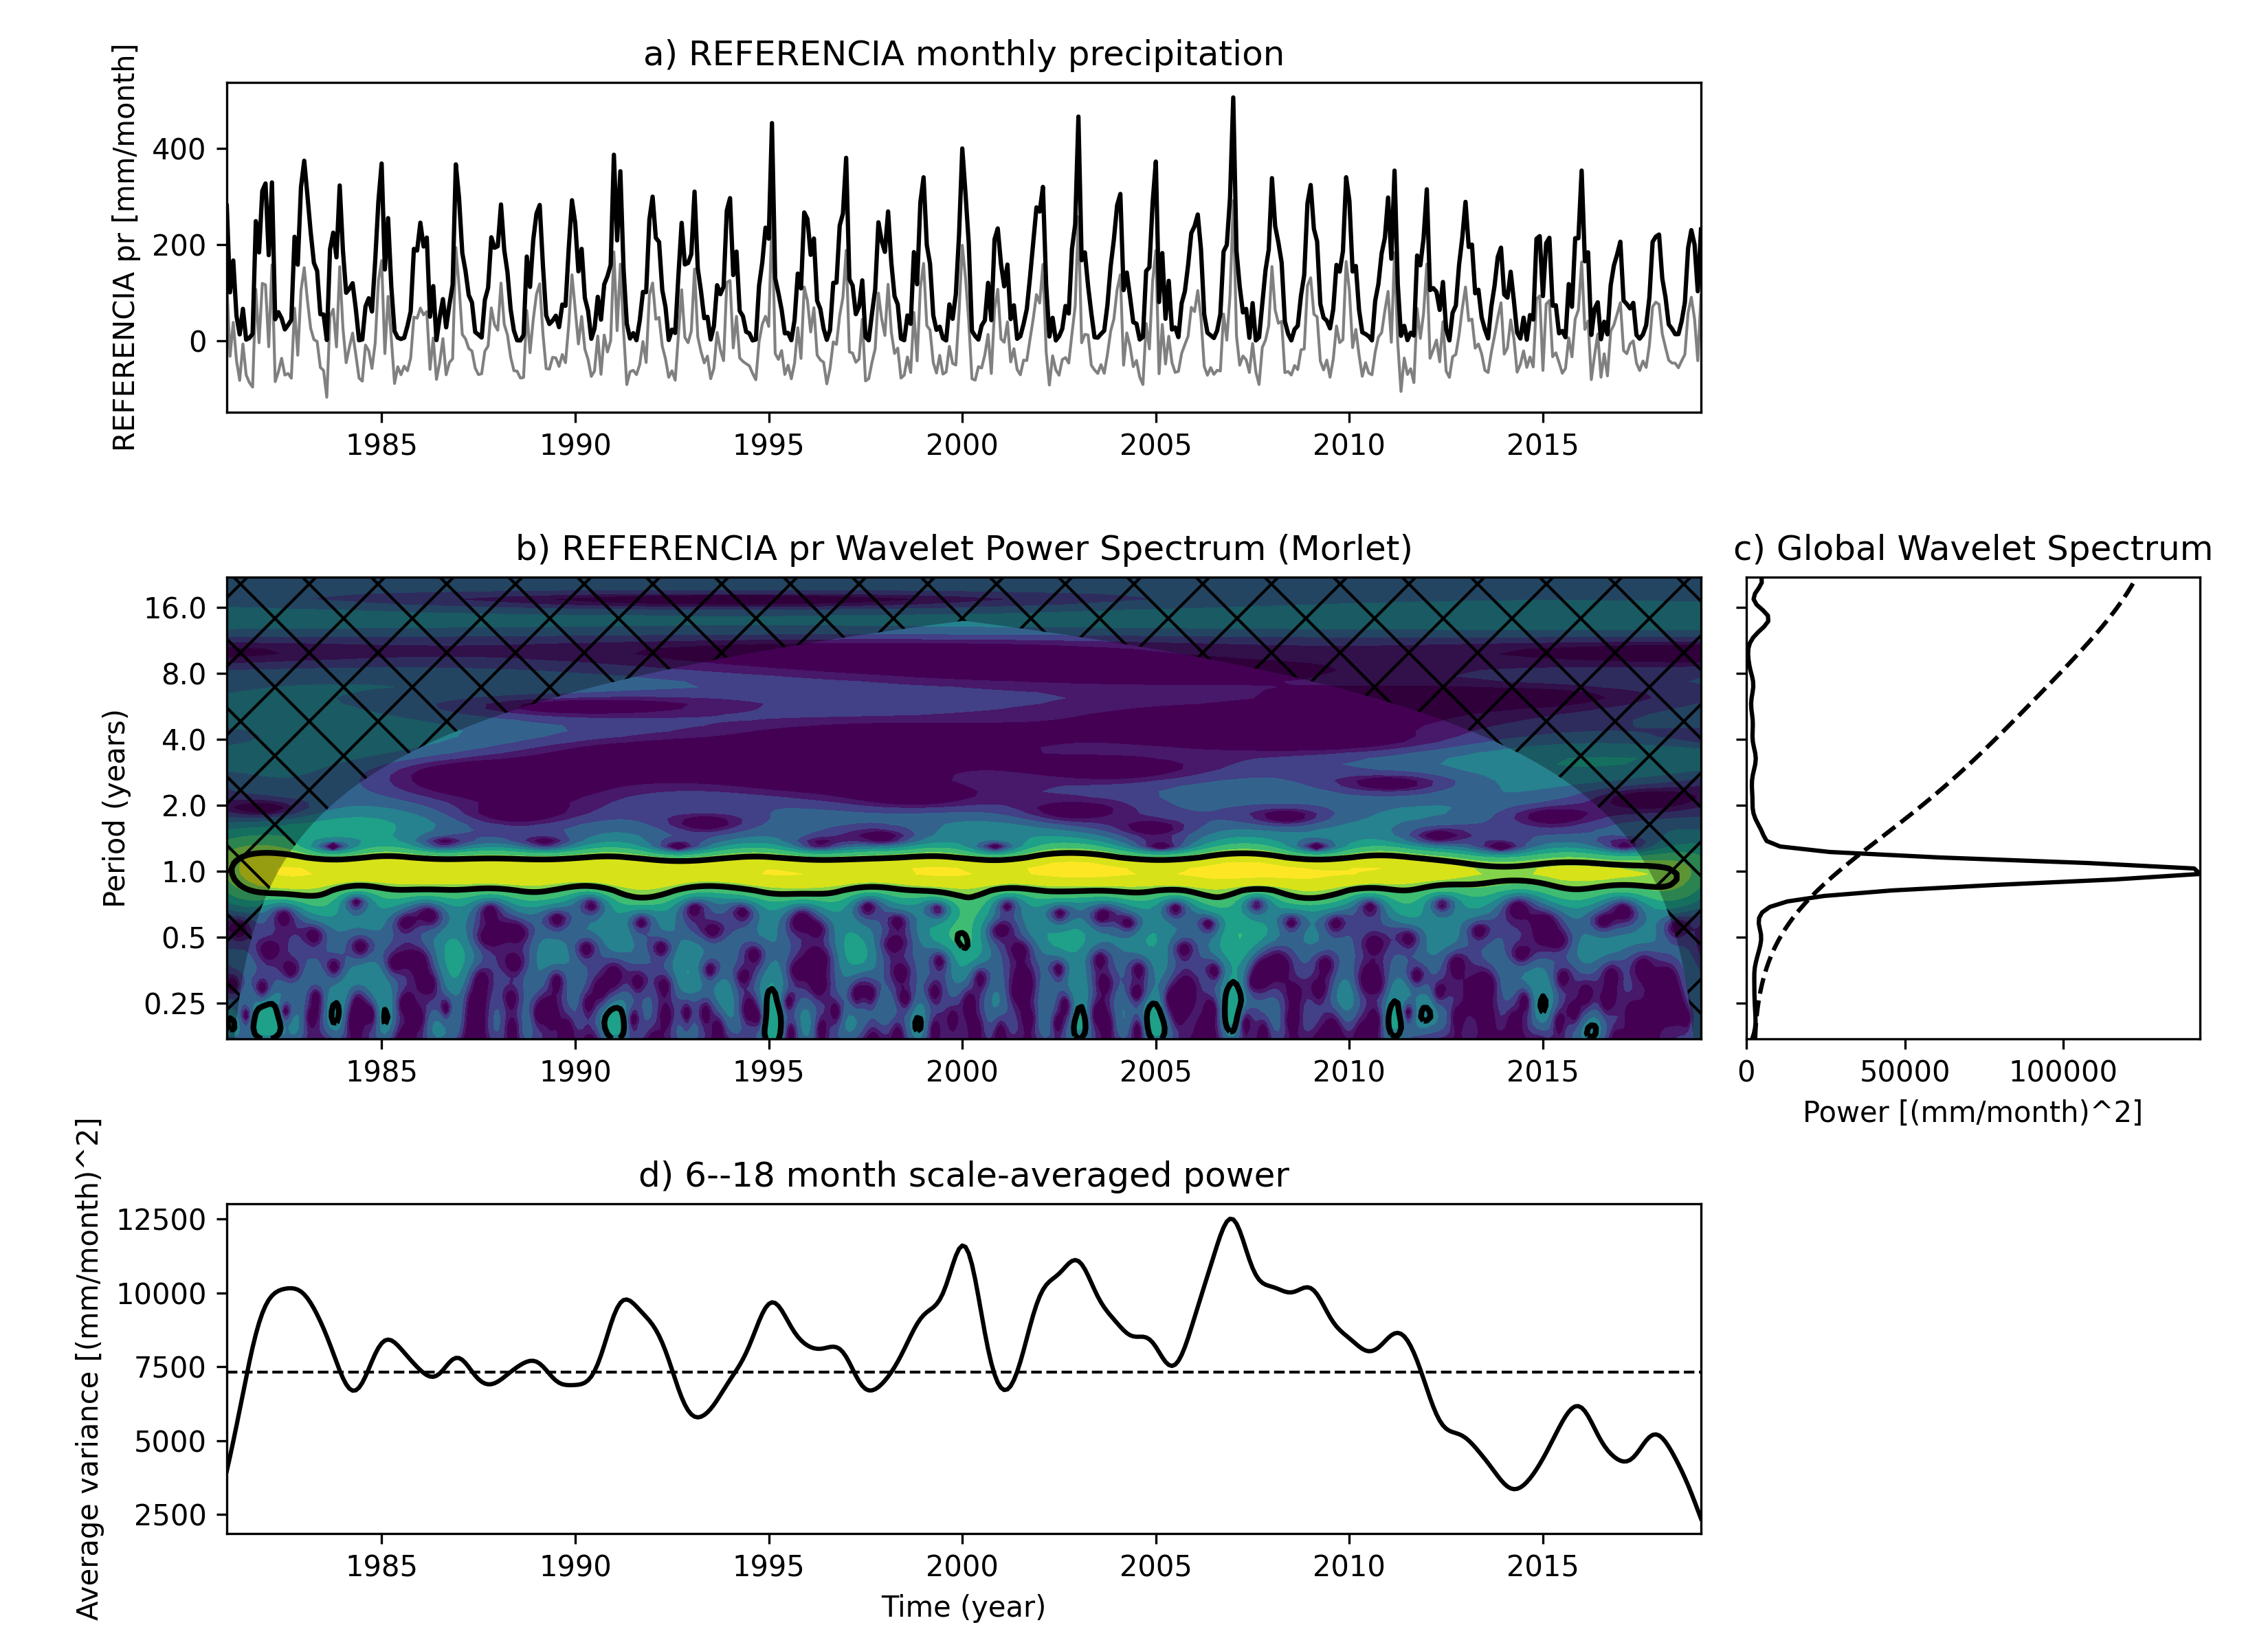 a) REFERENCIA monthly precipitation
REFERENCIA pr [mm/month]
400
200
0
1985 1990 1995 2000 2005 2010 2015
b) REFERENCIA pr Wavelet Power Spectrum (Morlet)
Period (years)
16.0
8.0
4.0
2.0
1.0
0.5
0.25
1985 1990 1995 2000 2005 2010 2015
c) Global Wavelet Spectrum
0 50000 100000
Power [(mm/month)^2]
d) 6--18 month scale-averaged power
Average variance [(mm/month)^2]
12500
10000
7500
5000
2500
1985 1990 1995 2000 2005 2010 2015
Time (year)